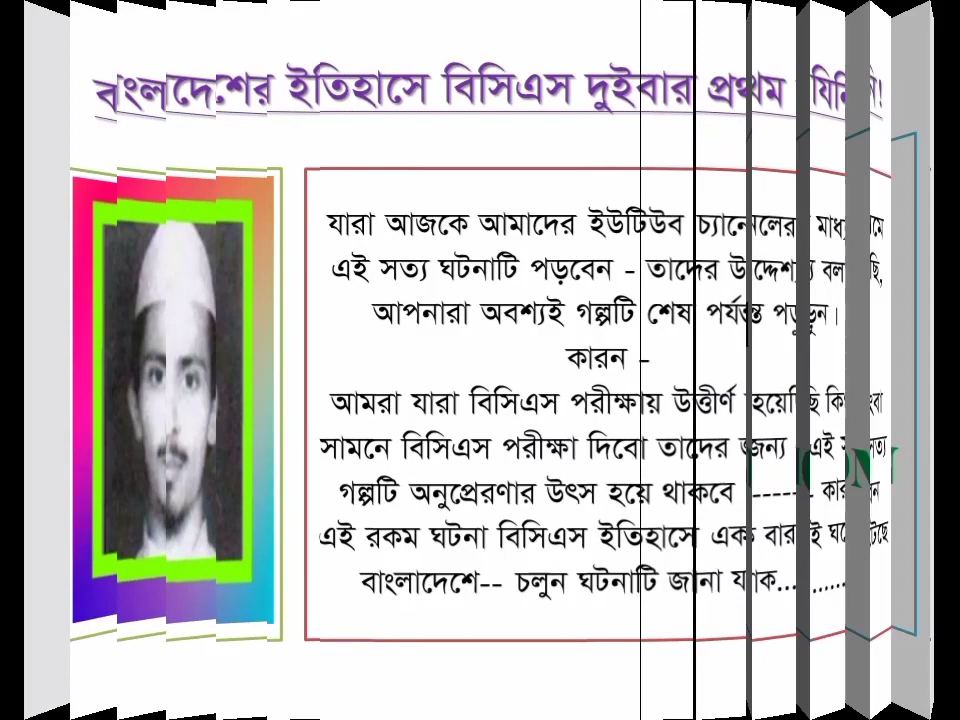 বাংলাদেশের ইতিহাসে বিসিএস দুইবার প্রথম যিনি!
যারা আজকে আমাদের ইউটিউব চ্যানেলের মাধ্যমে
এই সত্য ঘটনাটি পড়বেন - তাদের উদ্দেশ্যে বলছি,
আপনারা অবশ্যই গল্পটি শেষ পর্যন্ত পড়ুন।
কারন -
আমরা যারা বিসিএস পরীক্ষায় উত্তীর্ণ হয়েছি কিংবা
সামনে বিসিএস পরীক্ষা দিবো তাদের জন্য এই সত্য
গল্পটি অনুপ্রেরণার উৎস হয়ে থাকবে ------ কারন
এই রকম ঘটনা বিসিএস ইতিহাসে এক বারই ঘটেছে
বাংলাদেশে-- চলুন ঘটনাটি জানা যাক..........